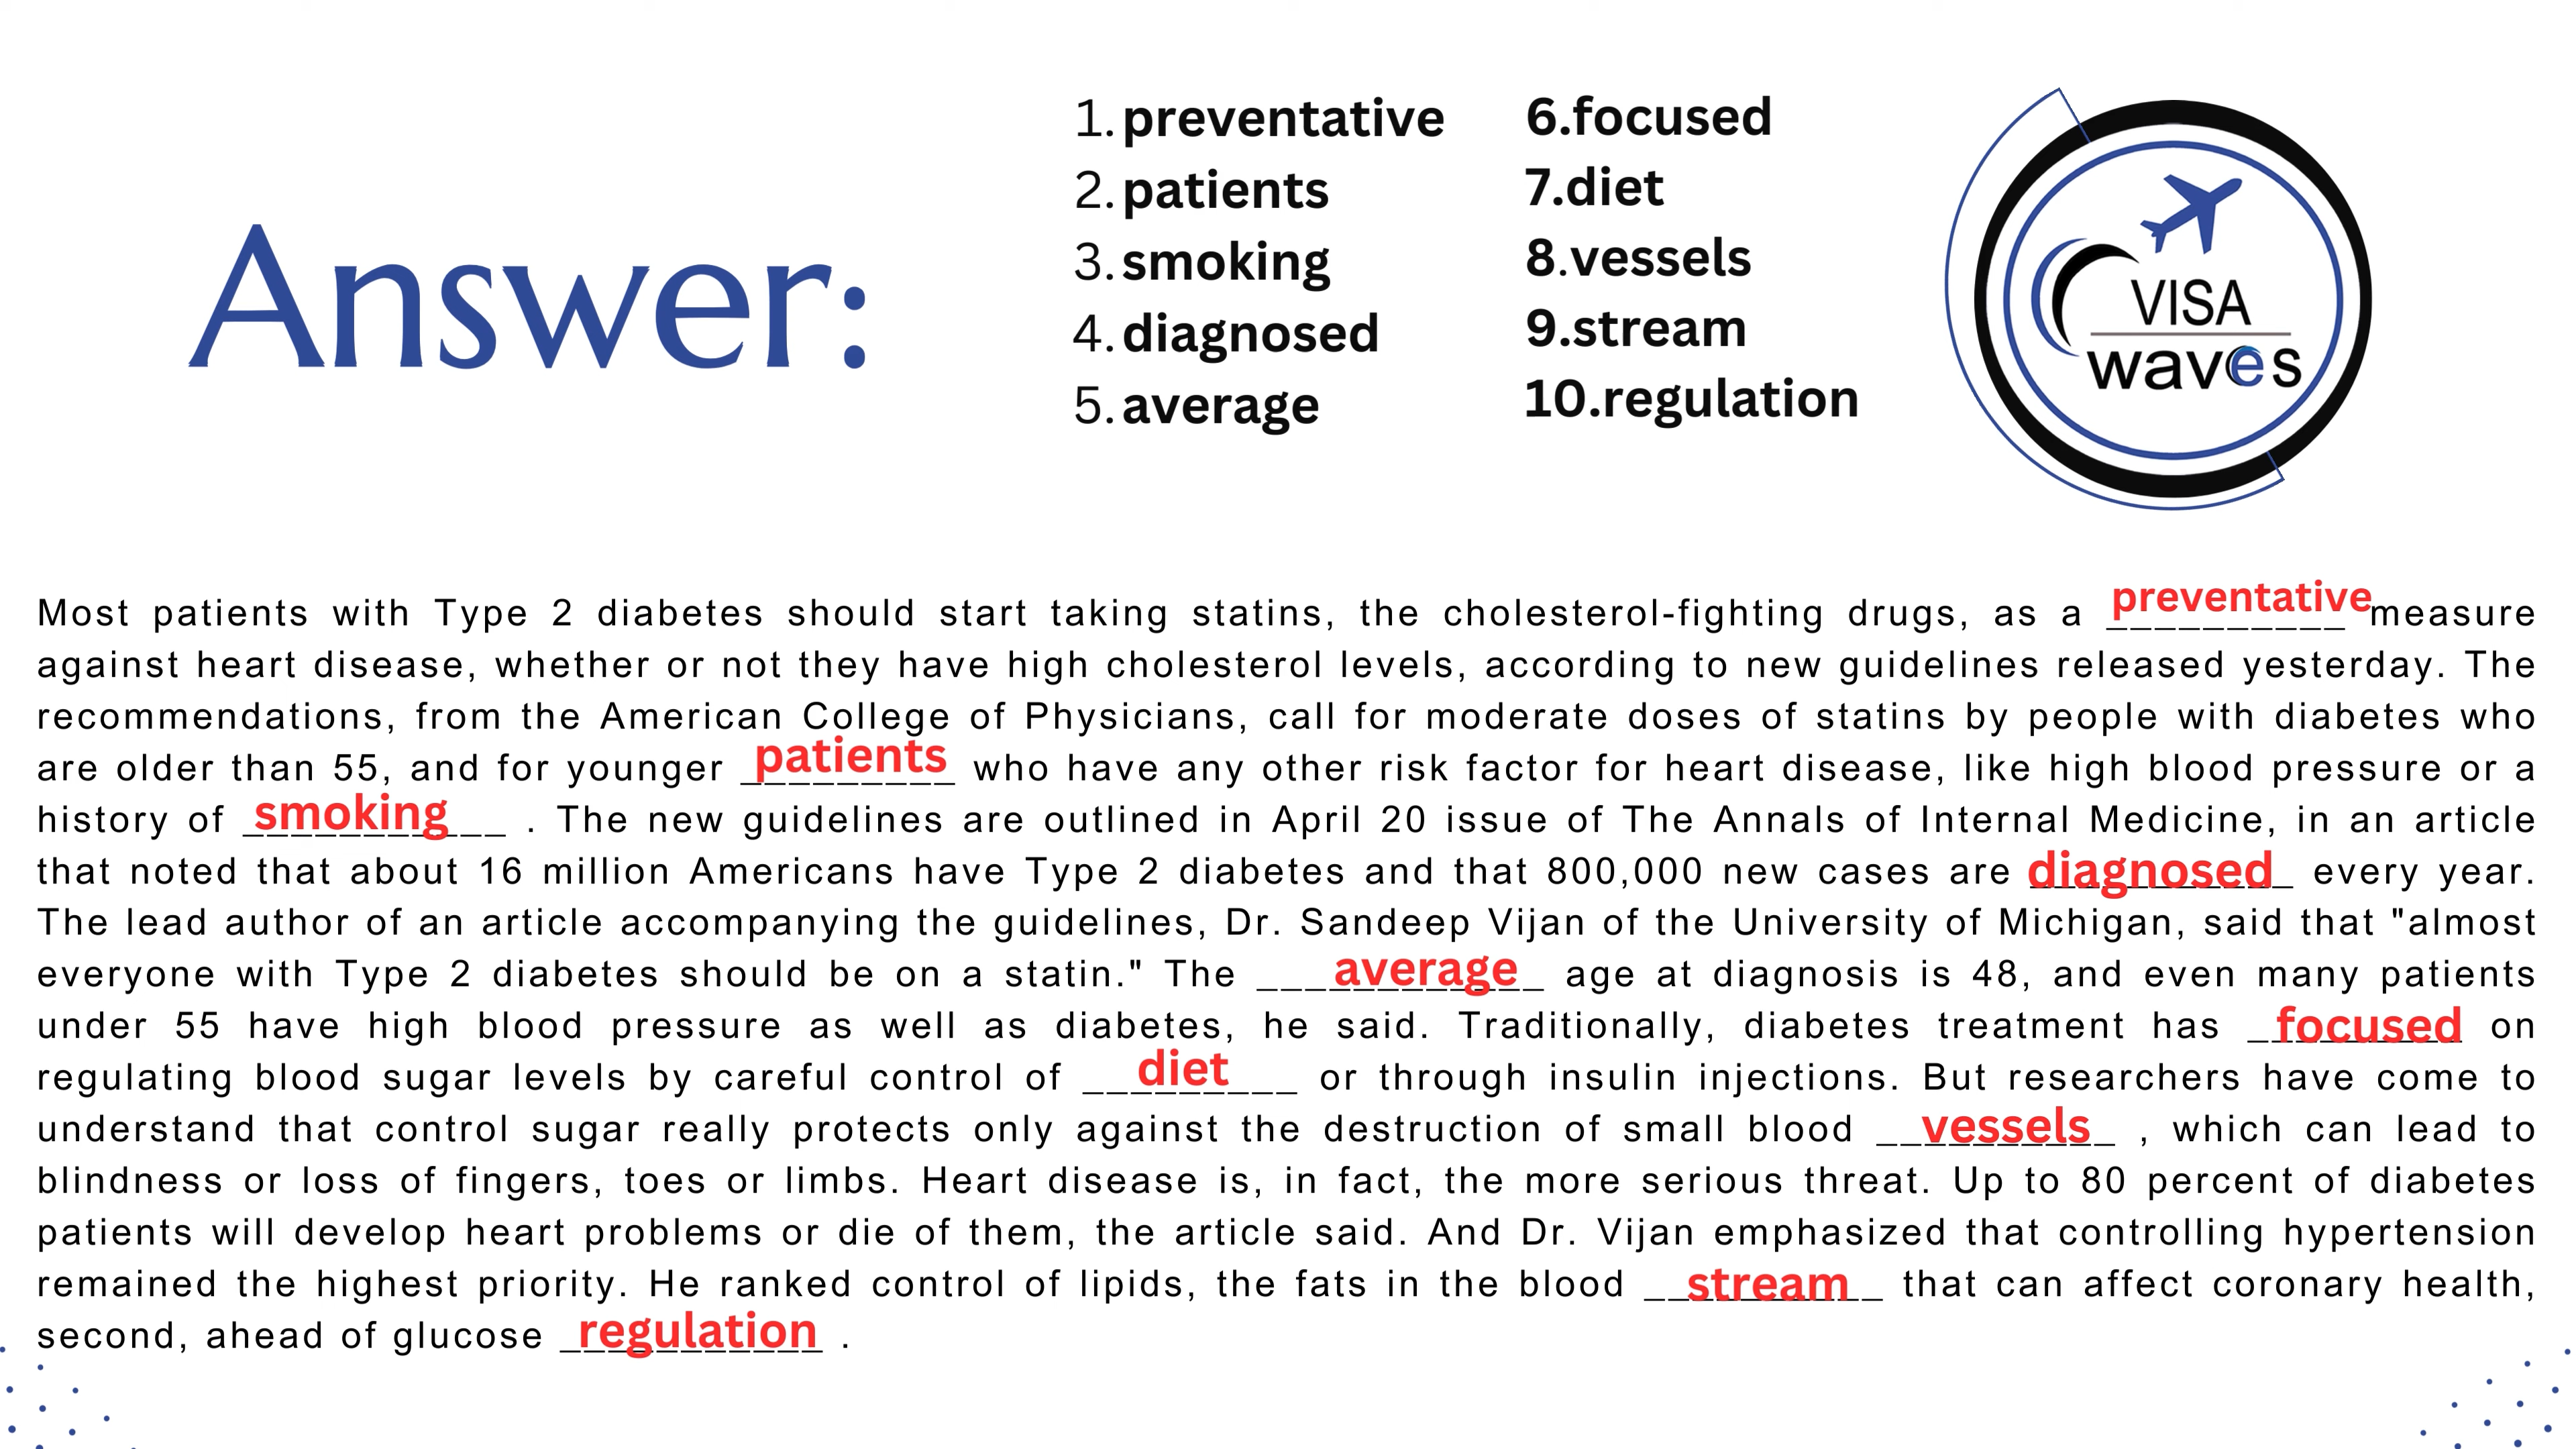 Answer:
1. preventative
2. patients
3. smoking
4. diagnosed
5. average
6.focused
7.diet
8.vessels
9.stream
10.regulation
VISA
waves
Most patients with Type 2 diabetes should start taking statins, the cholesterol-fighting drugs, as a preventative measure
against heart disease, whether or not they have high cholesterol levels, according to new guidelines released yesterday. The
recommendations, from the American College of Physicians, call for moderate doses of statins by people with diabetes who
are older than 55, and for younger patients who have any other risk factor for heart disease, like high blood pressure or a
history of smoking . The new guidelines are outlined in April 20 issue of The Annals of Internal Medicine, in an article
that noted that about 16 million Americans have Type 2 diabetes and that 800,000 new cases are diagnosed every year.
The lead author of an article accompanying the guidelines, Dr. Sandeep Vijan of the University of Michigan, said that "almost
everyone with Type 2 diabetes should be on a statin." The average age at diagnosis is 48, and even many patients
under 55 have high blood pressure as well as diabetes, he said. Traditionally, diabetes treatment has focused on
regulating blood sugar levels by careful control of diet or through insulin injections. But researchers have come to
understand that control sugar really protects only against the destruction of small blood vessels , which can lead to
blindness or loss of fingers, toes or limbs. Heart disease is, in fact, the more serious threat. Up to 80 percent of diabetes
patients will develop heart problems or die of them, the article said. And Dr. Vijan emphasized that controlling hypertension
remained the highest priority. He ranked control of lipids, the fats in the blood stream that can affect coronary health,
second, ahead of glucose regulation .